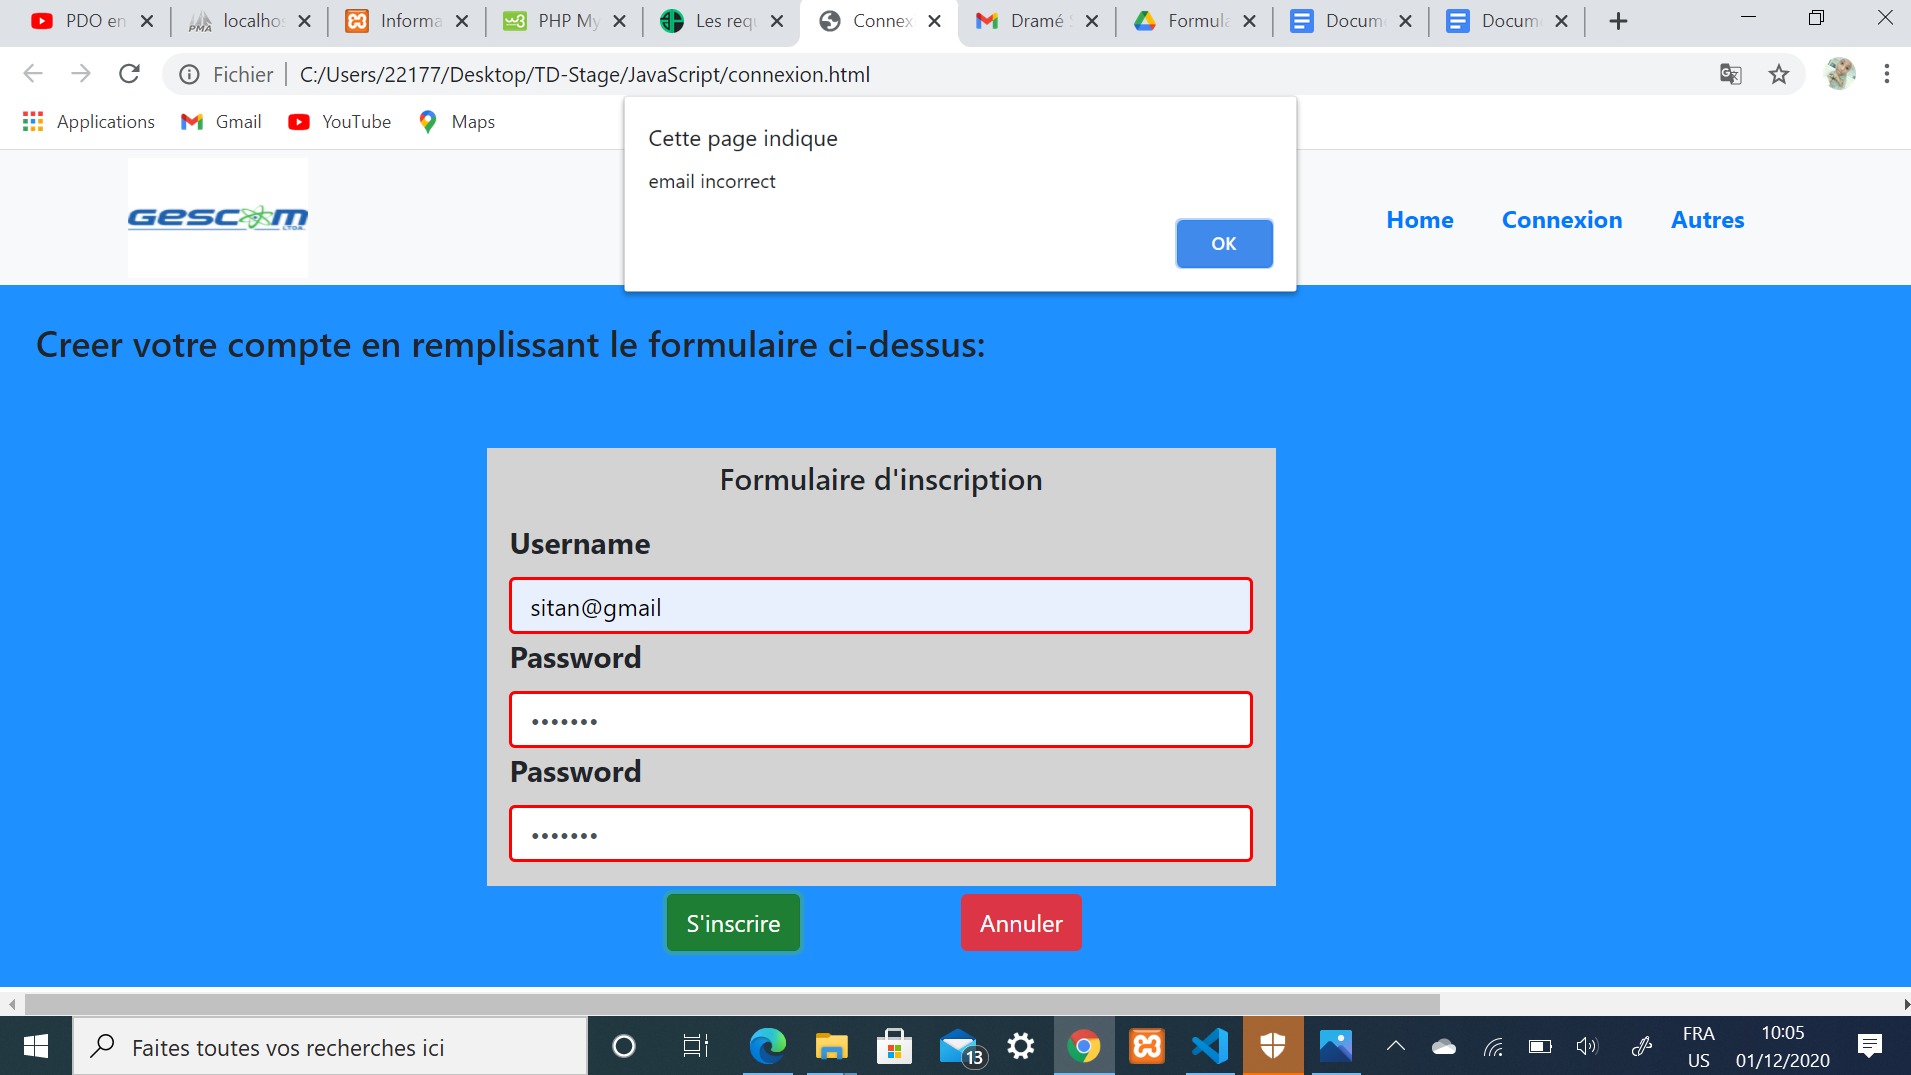 PDO en
localhos
Informa
PHP My
Les requ
Connex
Dramé S
Formula
Docum
Docum
Fichier
C:/Users/22177/Desktop/TD-Stage/JavaScript/connexion.html
Applications
Gmail
YouTube
Maps
Cette page indique
email incorrect
OK
GESCOM
LTDA.
Home
Connexion
Autres
Creer votre compte en remplissant le formulaire ci-dessus:
Formulaire d'inscription
Username
sitan@gmail
Password
•••••••
Password
•••••••
S'inscrire
Annuler
Faites toutes vos recherches ici
13
FRA
US
10:05
01/12/2020